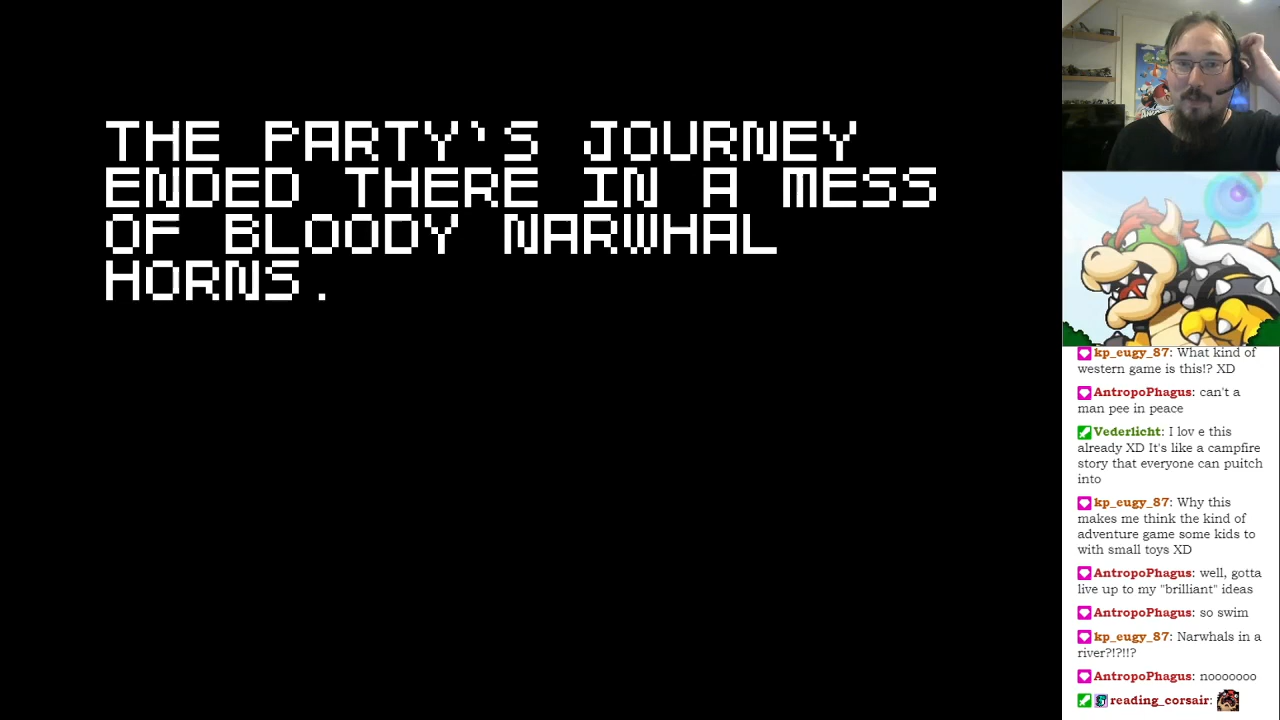 THE PARTY'S JOURNEY
ENDED THERE IN A MESS
OF BLOODY NARWHAL
HORNS.
kp_eugy_87: What kind of
western game is this!? XD
AntropoPhagus: can't a
man pee in peace
Vederlicht: I lov e this
already XD It's like a campfire
story that everyone can puitch
into
kp_eugy_87: Why this
makes me think the kind of
adventure game some kids to
with small toys XD
AntropoPhagus: well, gotta
live up to my "brilliant" ideas
AntropoPhagus: so swim
kp_eugy_87: Narwhals in a
river?!?!!?
AntropoPhagus: nooooooo
reading_corsair: